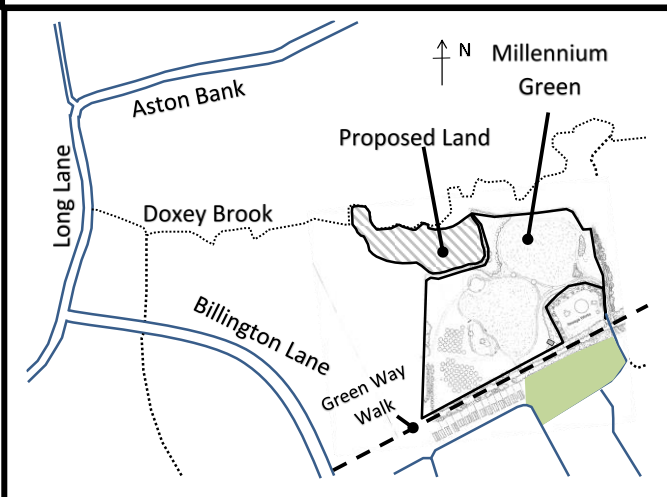 N
Millennium
Green
Aston Bank
Proposed Land
Long Lane
Doxey Brook
Billington Lane
Green Way
Walk